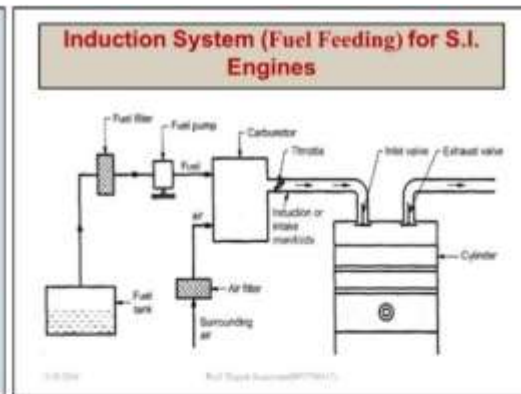 Induction System (Fuel Feeding) for S.I.
Engines
Fuel filter
Fuel pump
Carburetor
Throttle
Inlet valve
Exhaust valve
Fuel
air
Induction or
intake
manifolds
Cylinder
Fuel
tank
Air filter
Surrounding
air